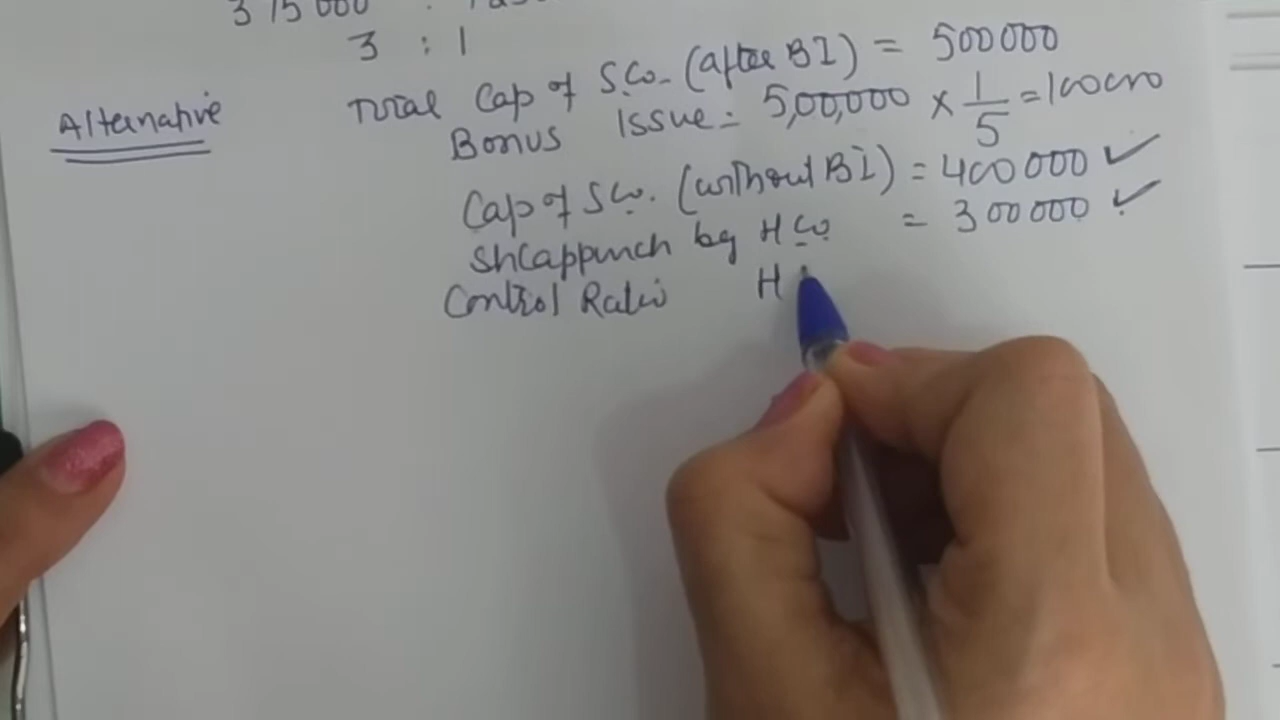 375000 :
3 : 1
Alternative
Total Cap of S Co. (after BI) = 500000
Bonus Issue = 5,00,000 × 1/5 = 100000
Cap of S Co. (without BI) = 400000 ✓
Sh Cap purch by H Co = 300000 ✓
Control Ratio H